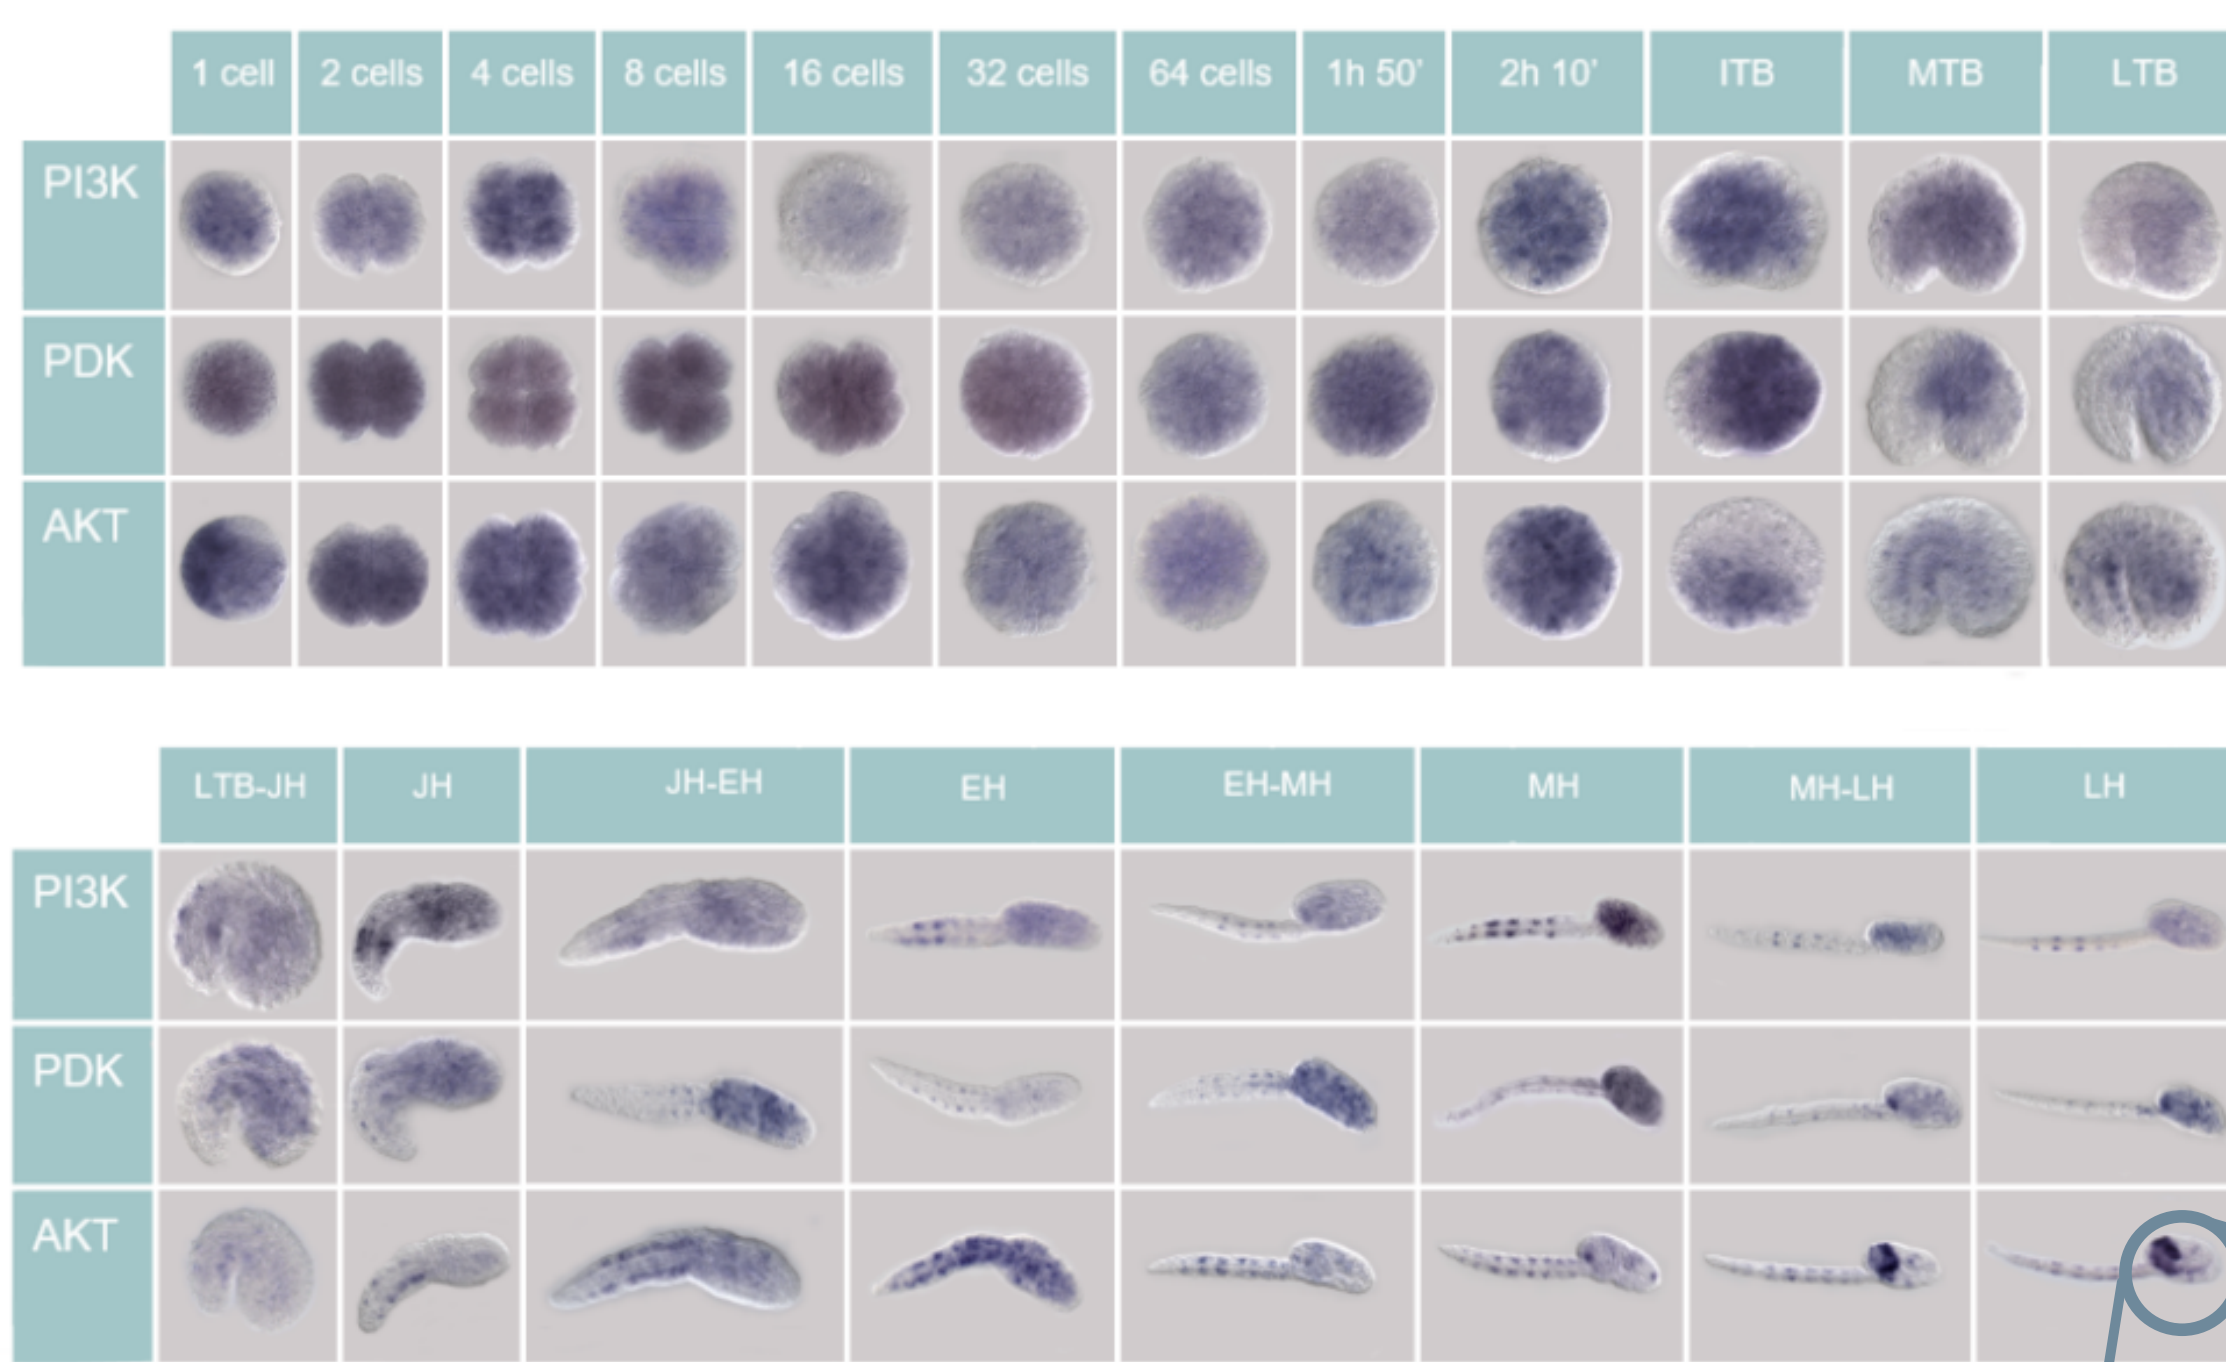 1 cell 2 cells 4 cells 8 cells 16 cells 32 cells 64 cells 1h 50’ 2h 10’ ITB MTB LTB
PI3K
PDK
AKT
LTB-JH JH JH-EH EH EH-MH MH MH-LH LH
PI3K
PDK
AKT